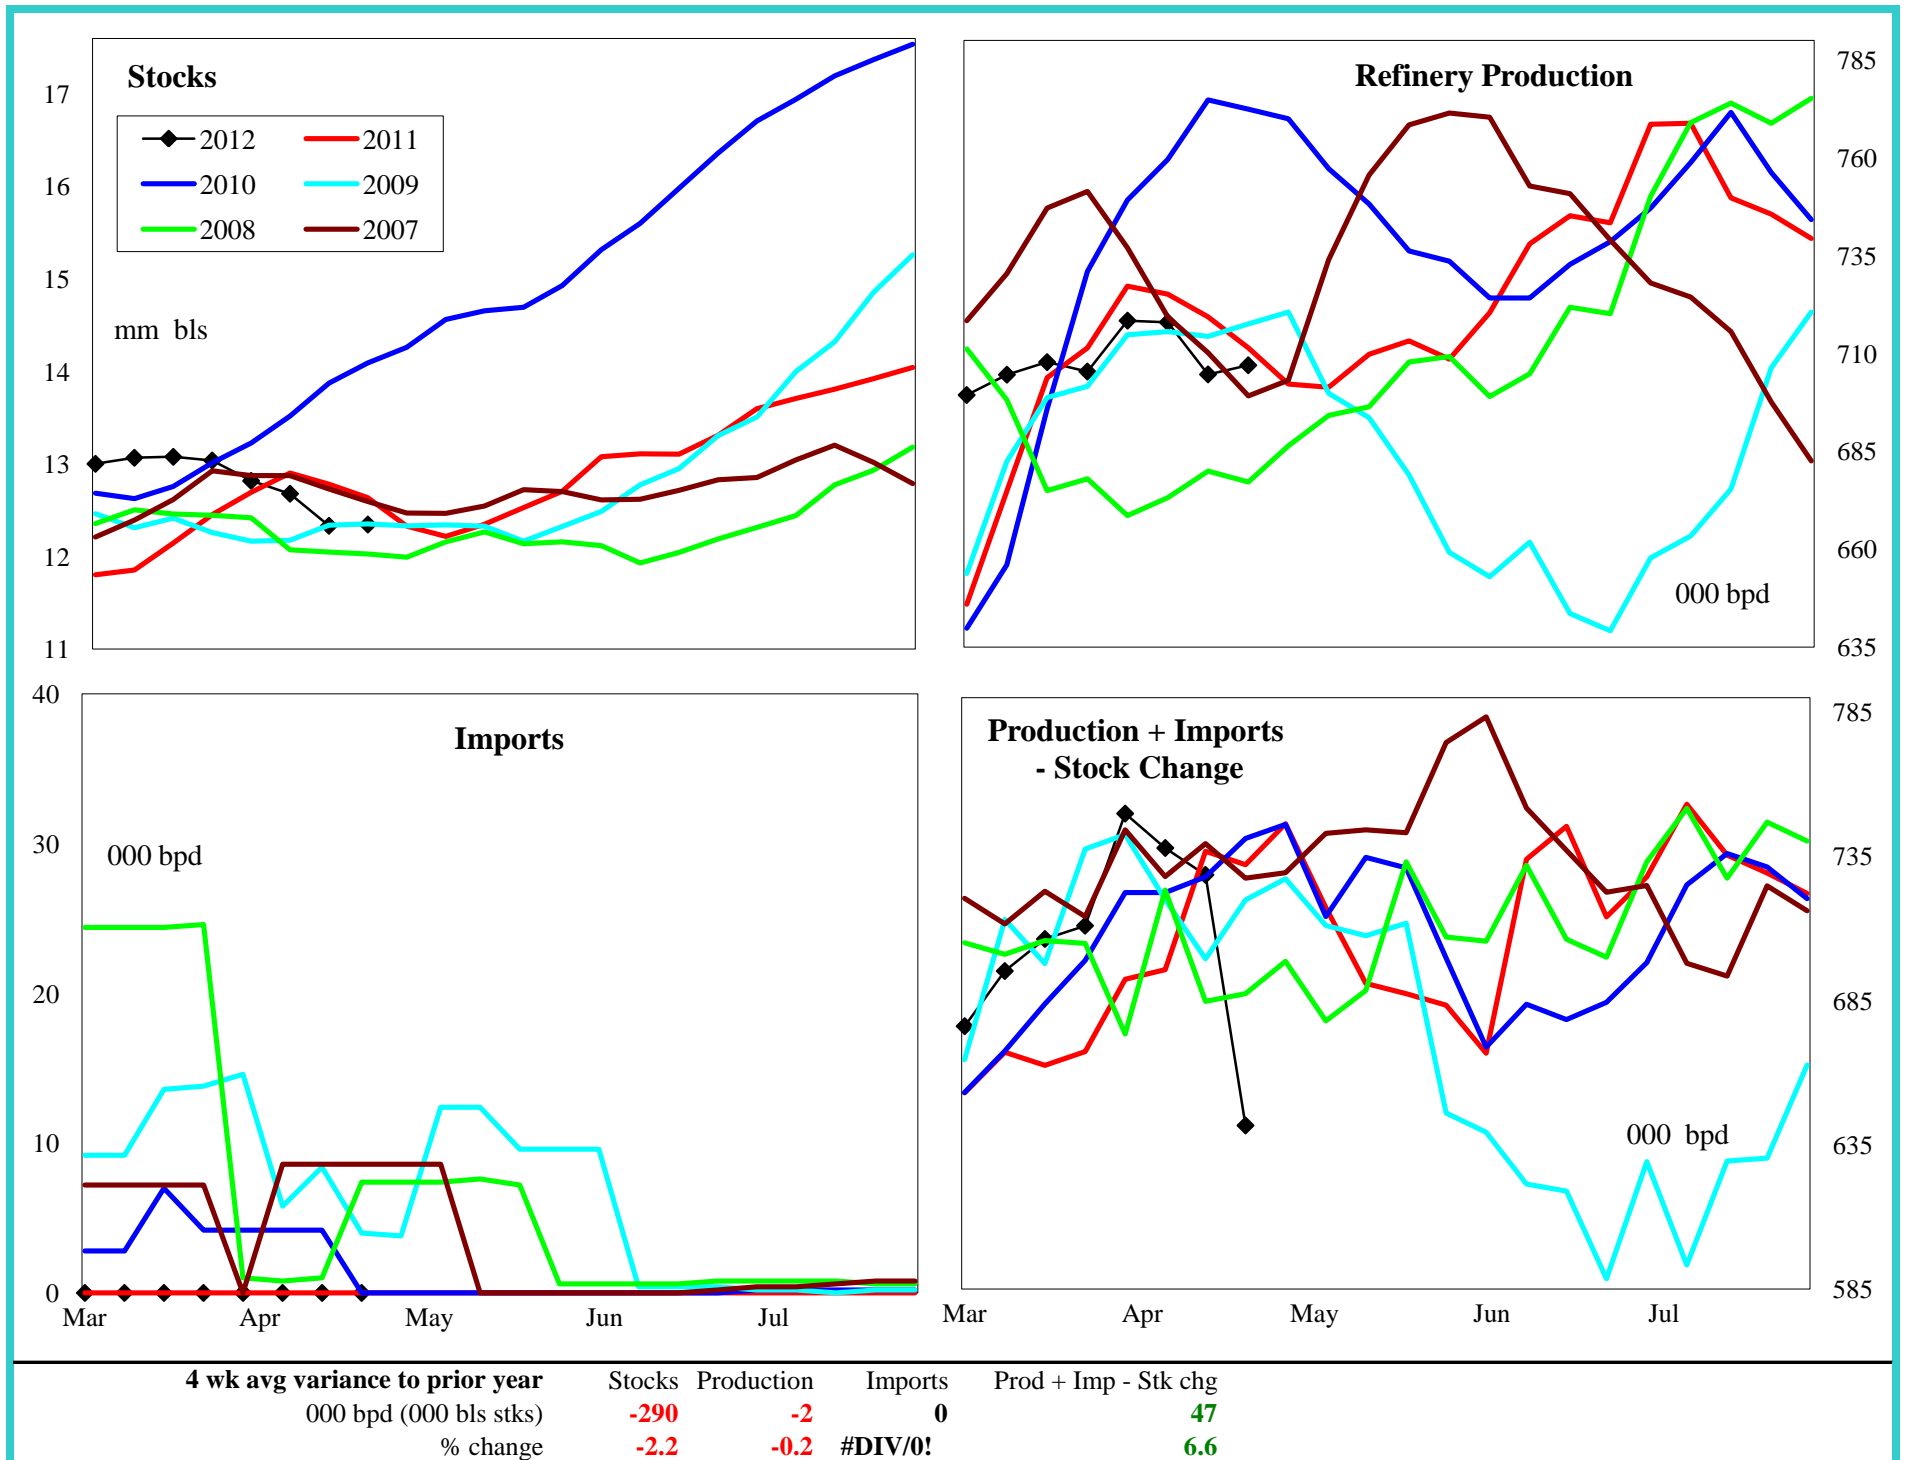 Stocks
17
16
15
14
13
12
11
2012 2011
2010 2009
2008 2007
mm bls
Refinery Production
785
760
735
710
685
660
635
000 bpd
Imports
40
30
20
10
0
000 bpd
Mar Apr May Jun Jul
Production + Imports
- Stock Change
785
735
685
635
585
000 bpd
Mar Apr May Jun Jul
4 wk avg variance to prior year Stocks Production Imports Prod + Imp - Stk chg
000 bpd (000 bls stks) -290 -2 0 47
% change -2.2 -0.2 #DIV/0! 6.6